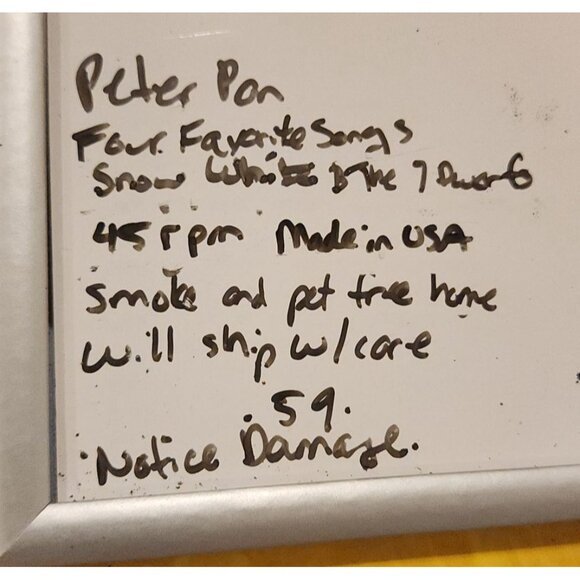 Peter Pan
Four Favorite Songs
Snow White & The 7 Dwarfs
45 rpm Made in USA
smoke and pet free home
will ship w/care
.59.
Notice Damage.